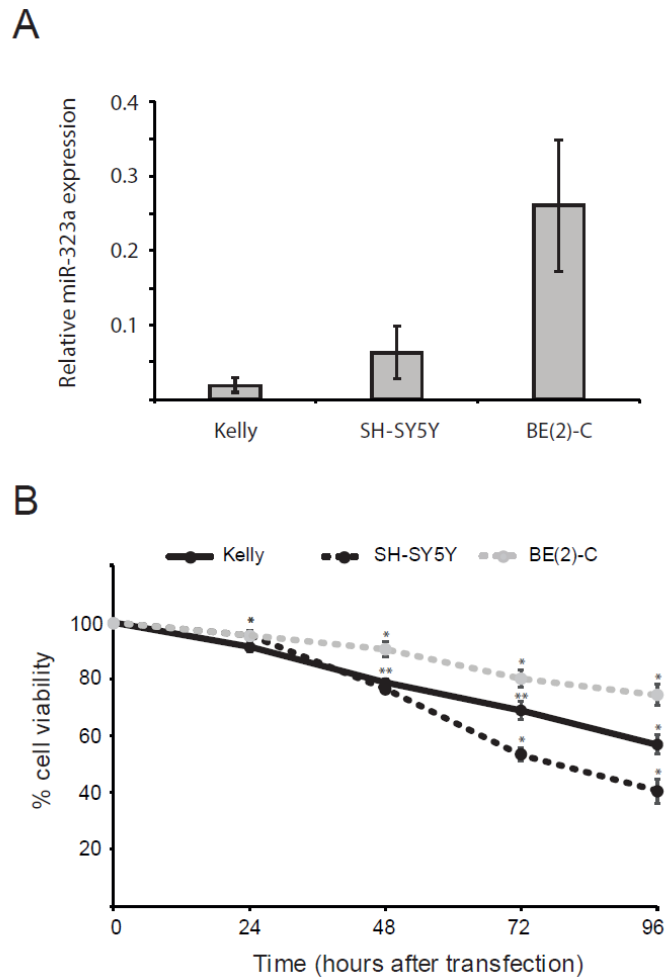 A
Relative miR-323a expression
0.4
0.3
0.2
0.1
Kelly SH-SY5Y BE(2)-C
B
Kelly SH-SY5Y BE(2)-C
% cell viability
100
80
60
40
20
*
*
**
*
**
*
*
*
*
0 24 48 72 96
Time (hours after transfection)